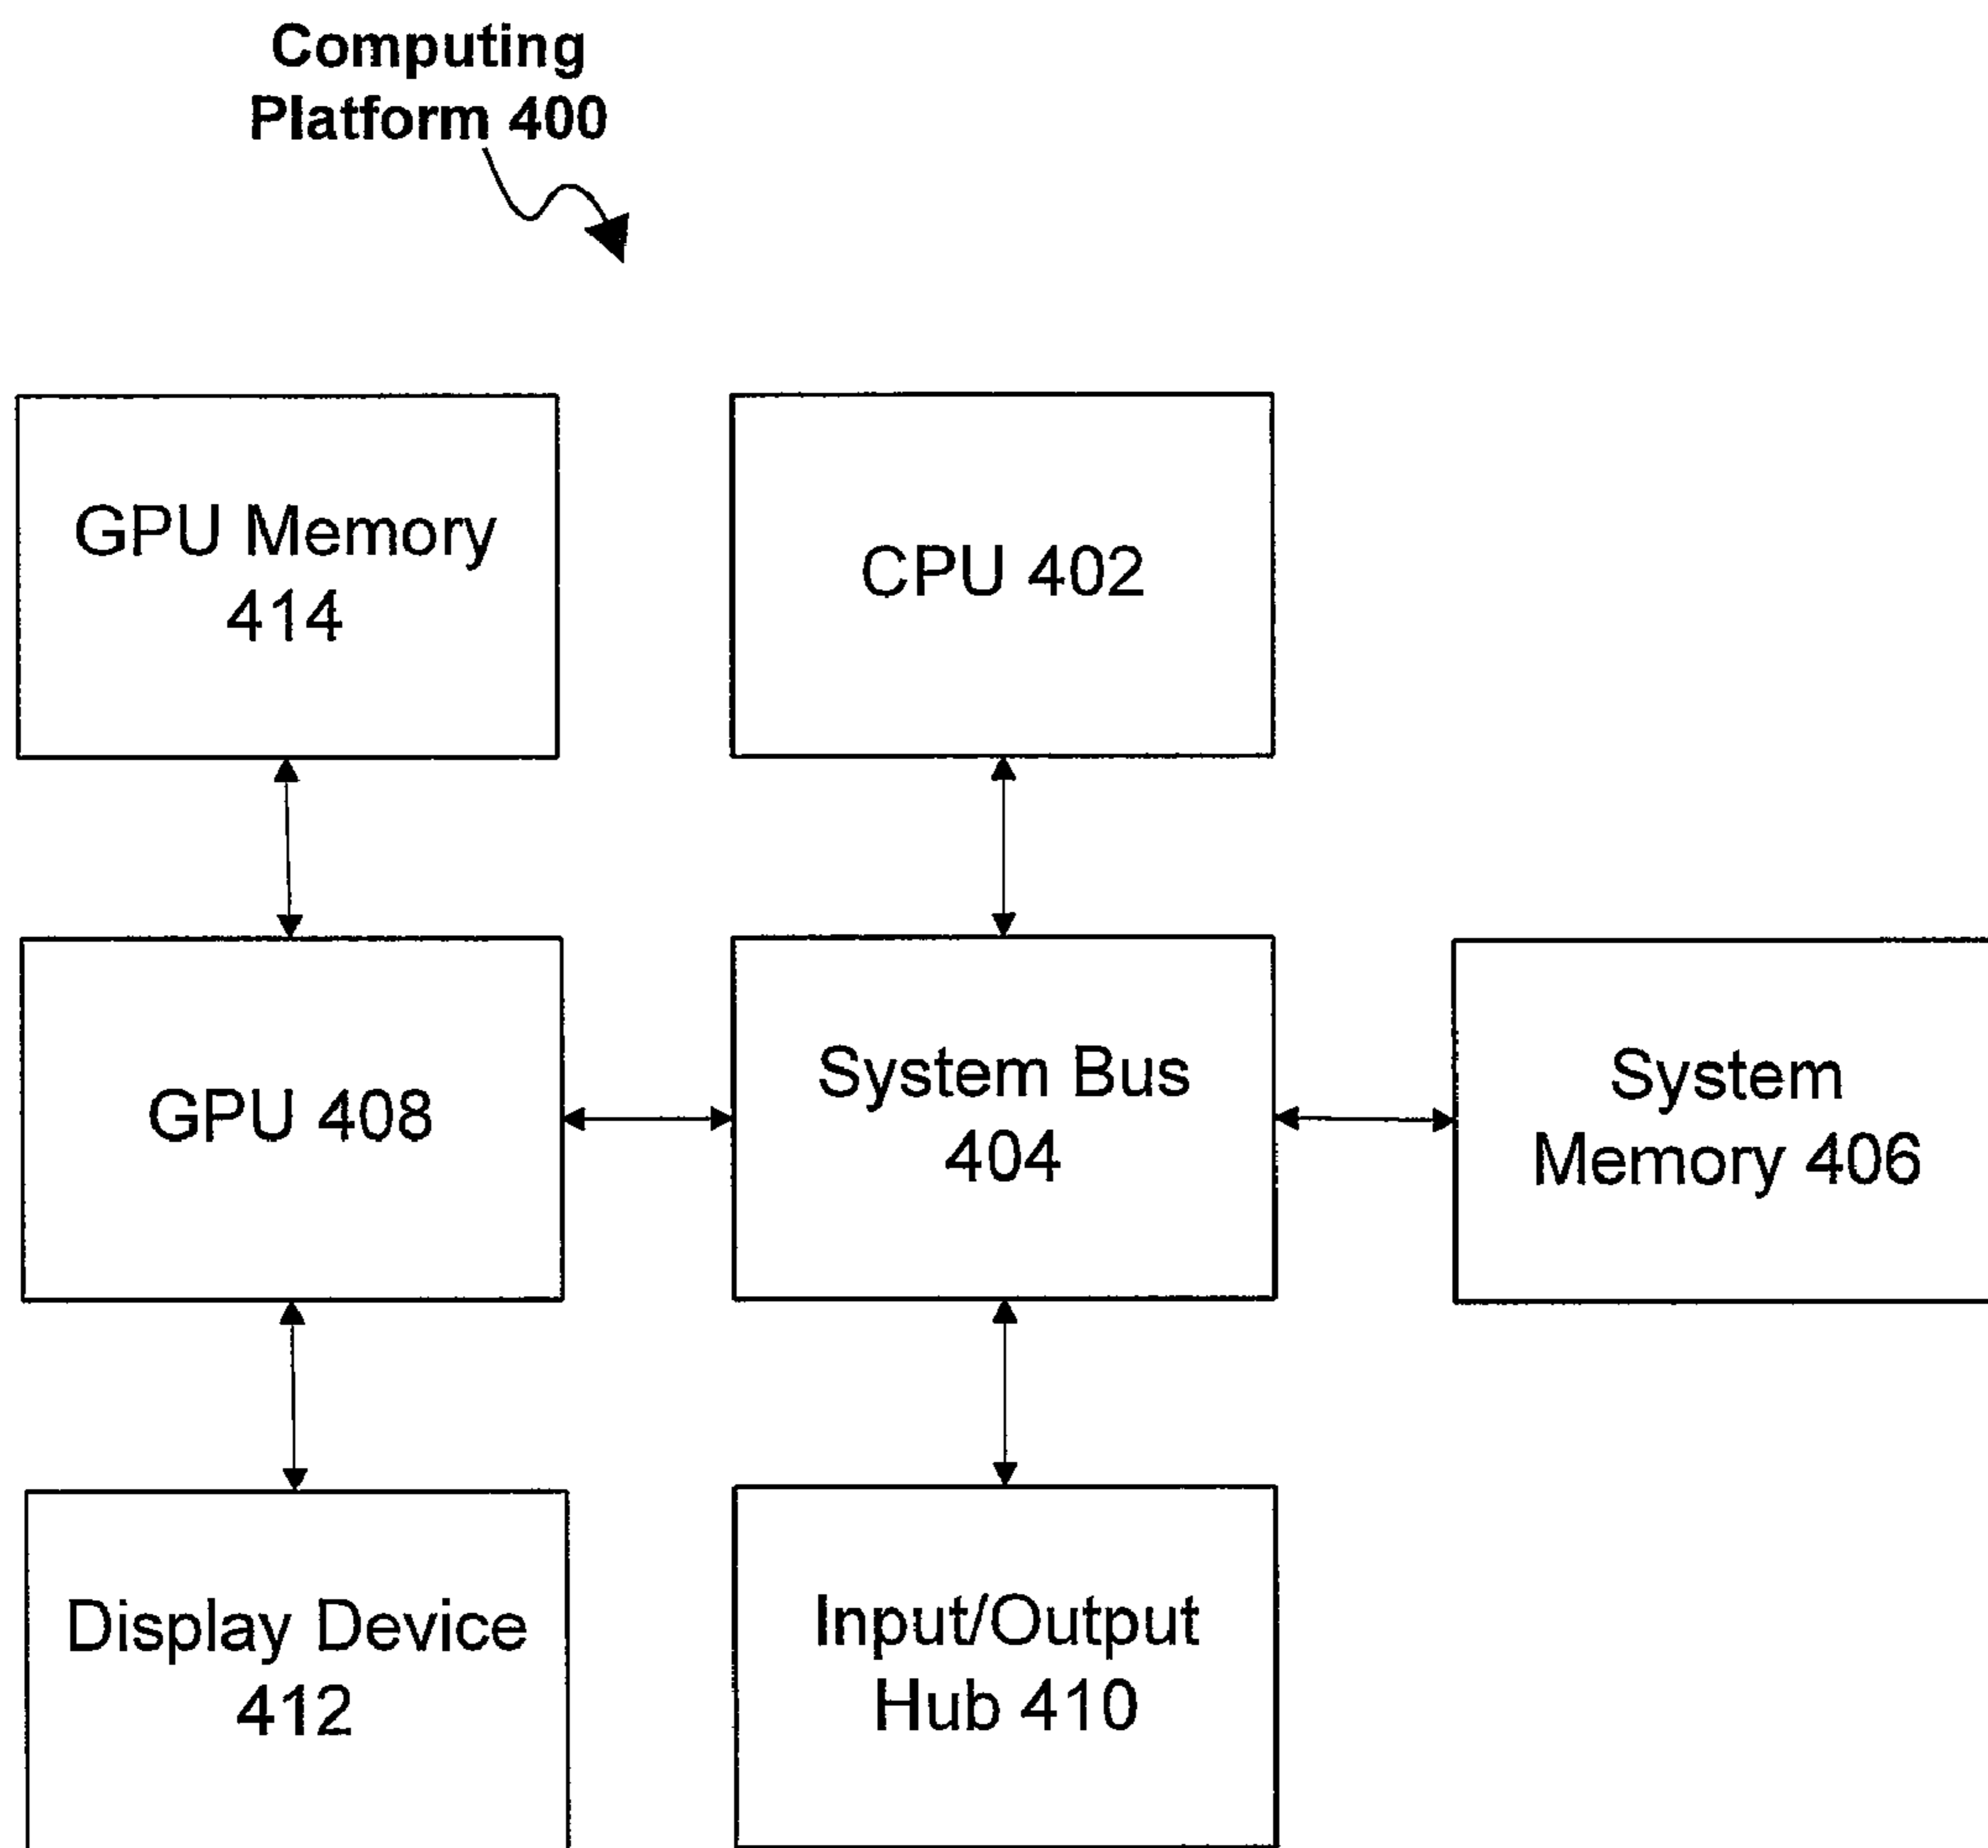 Computing
Platform 400
GPU Memory
414
CPU 402
GPU 408
System Bus
404
System
Memory 406
Display Device
412
Input/Output
Hub 410